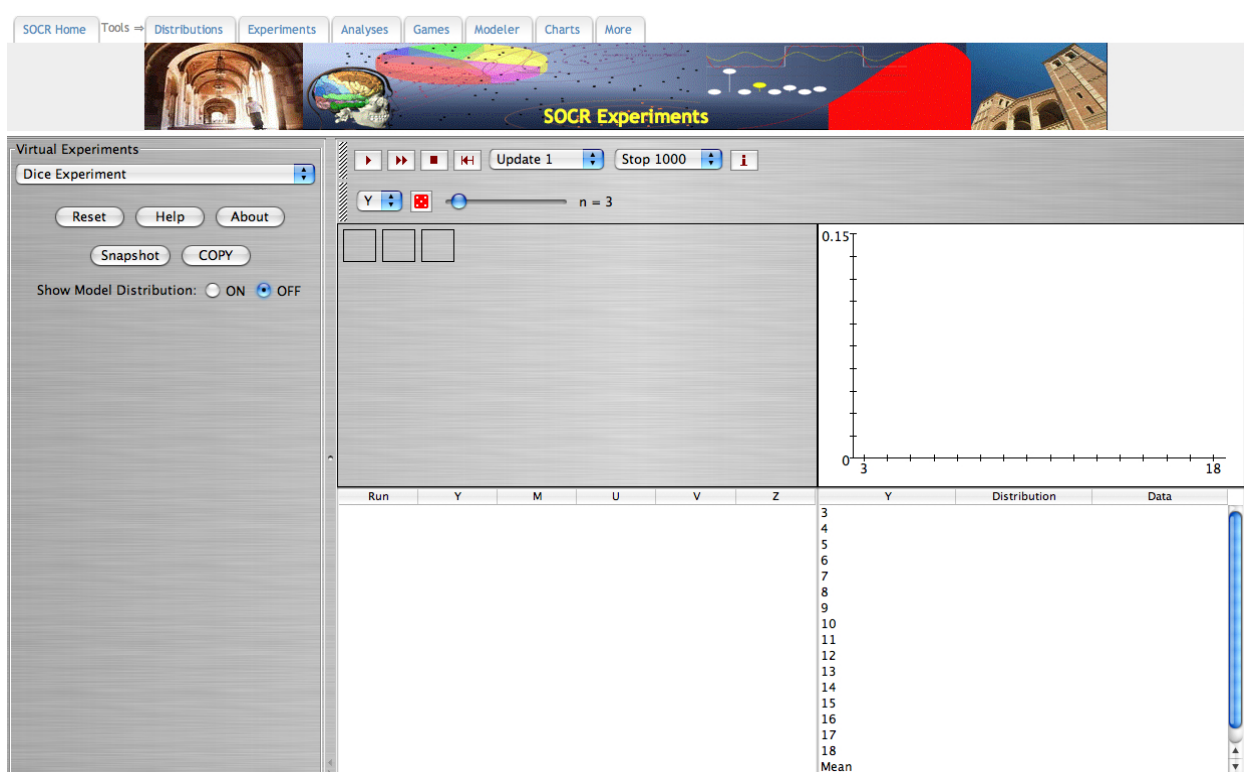 SOCR Home Tools ⇒ Distributions Experiments Analyses Games Modeler Charts More
SOCR Experiments
Virtual Experiments
Dice Experiment
Reset Help About
Snapshot COPY
Show Model Distribution: ON OFF
Update 1 Stop 1000 i
Y n = 3
0.15
0
3 18
Run Y M U V Z
Y Distribution Data
3
4
5
6
7
8
9
10
11
12
13
14
15
16
17
18
Mean